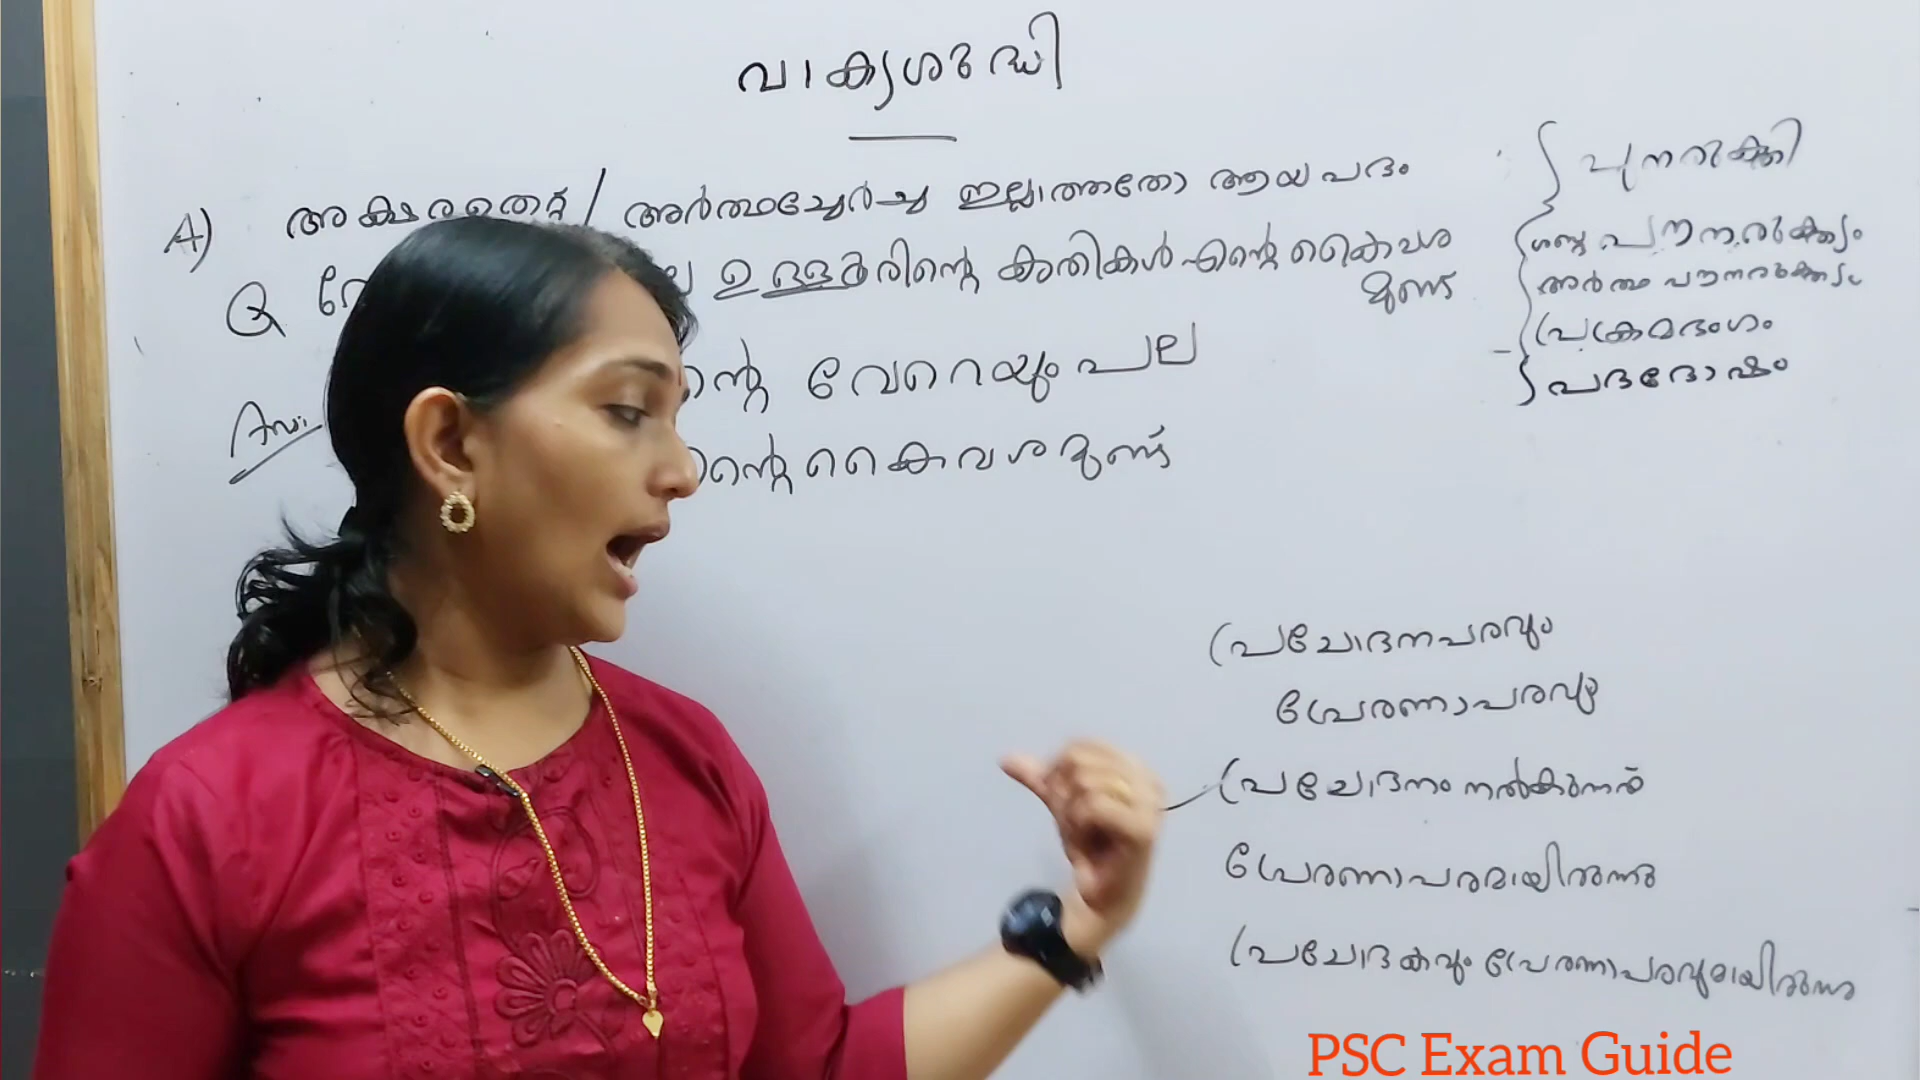 വാക്യശുദ്ധി
A) അക്ഷരതെറ്റ് / അർത്ഥച്ചേർച്ച ഇല്ലാത്തതോ ആയ പദം
Q ഉള്ളൂരിന്റെ കൃതികൾ എന്റെ കൈവശ
മുണ്ട്
Ans: വേറെയും പല
കൈവശമുണ്ട്
പുനരുക്തി
ശബ്ദ പൗനരുക്ത്യം
അർത്ഥ പൗനരുക്ത്യം
പ്രക്രമഭംഗം
പദദോഷം
പ്രചോദനപരവും
പ്രേരണാപരവും
പ്രചോദനം നൽകുന്നത്
പ്രേരണാപരമായിരുന്നു
പ്രചോദകവും പ്രേരണാപരവുമായിരുന്നു
PSC Exam Guide